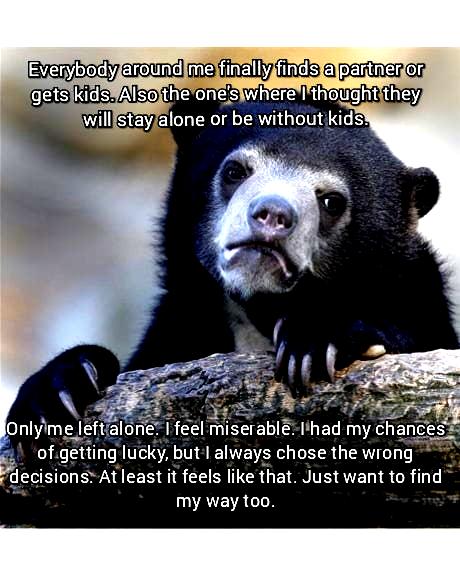 Everybody around me finally finds a partner or
gets kids. Also the one's where I thought they
will stay alone or be without kids.
Only me left alone. I feel miserable. I had my chances
of getting lucky, but I always chose the wrong
decisions. At least it feels like that. Just want to find
my way too.